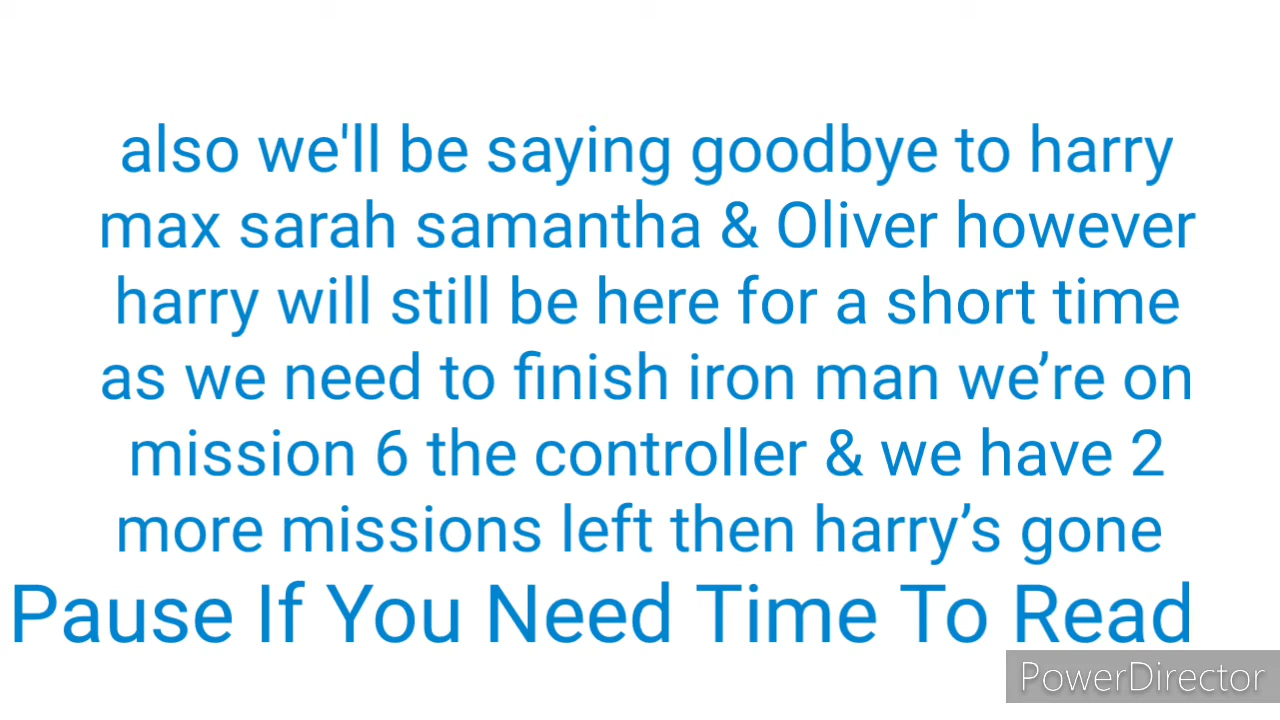 also we'll be saying goodbye to harry
max sarah samantha & Oliver however
harry will still be here for a short time
as we need to finish iron man we’re on
mission 6 the controller & we have 2
more missions left then harry’s gone
Pause If You Need Time To Read
PowerDirector